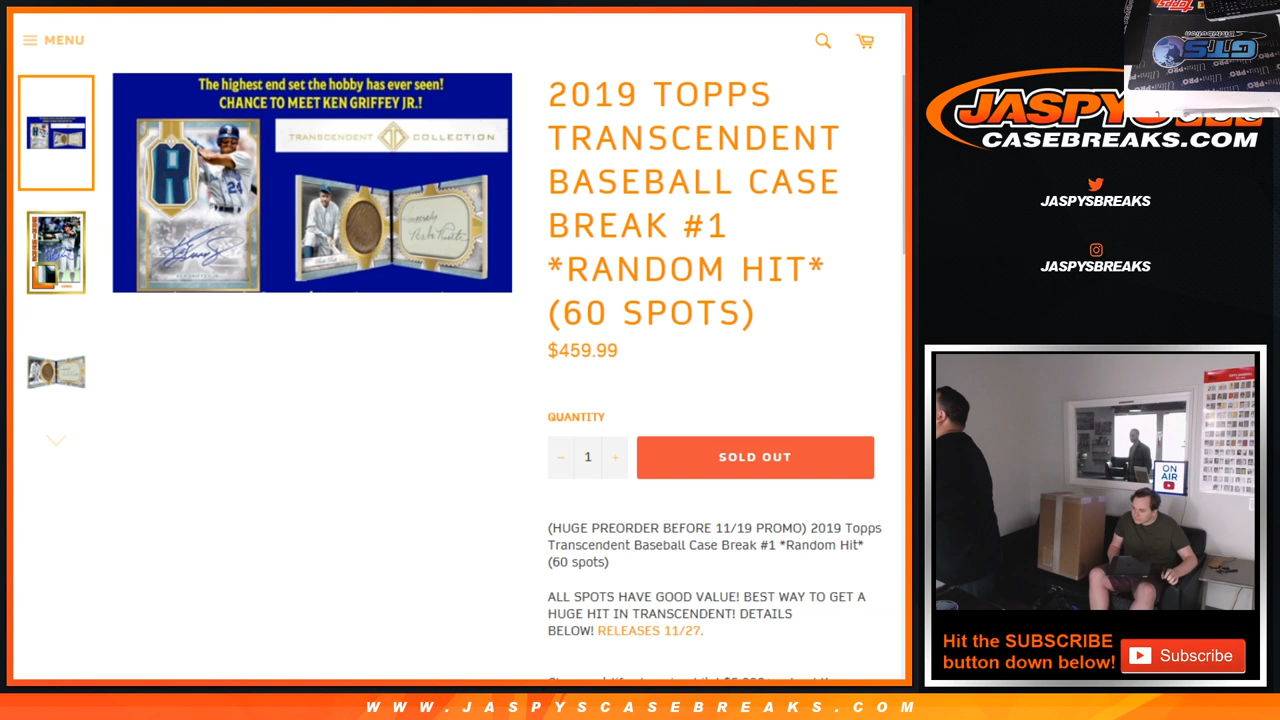 MENU
The highest end set the hobby has ever seen!
CHANCE TO MEET KEN GRIFFEY JR.!
TRANSCENDENT COLLECTION
2019 TOPPS
TRANSCENDENT
BASEBALL CASE
BREAK #1
*RANDOM HIT*
(60 SPOTS)
$459.99
QUANTITY
− 1 +
SOLD OUT
(HUGE PREORDER BEFORE 11/19 PROMO) 2019 Topps
Transcendent Baseball Case Break #1 *Random Hit*
(60 spots)
ALL SPOTS HAVE GOOD VALUE! BEST WAY TO GET A
HUGE HIT IN TRANSCENDENT! DETAILS
BELOW! RELEASES 11/27.
GTS
CASEBREAKS.COM
JASPYSBREAKS
JASPYSBREAKS
ON
AIR
Hit the SUBSCRIBE
button down below!
Subscribe
WWW.JASPYSCASEBREAKS.COM